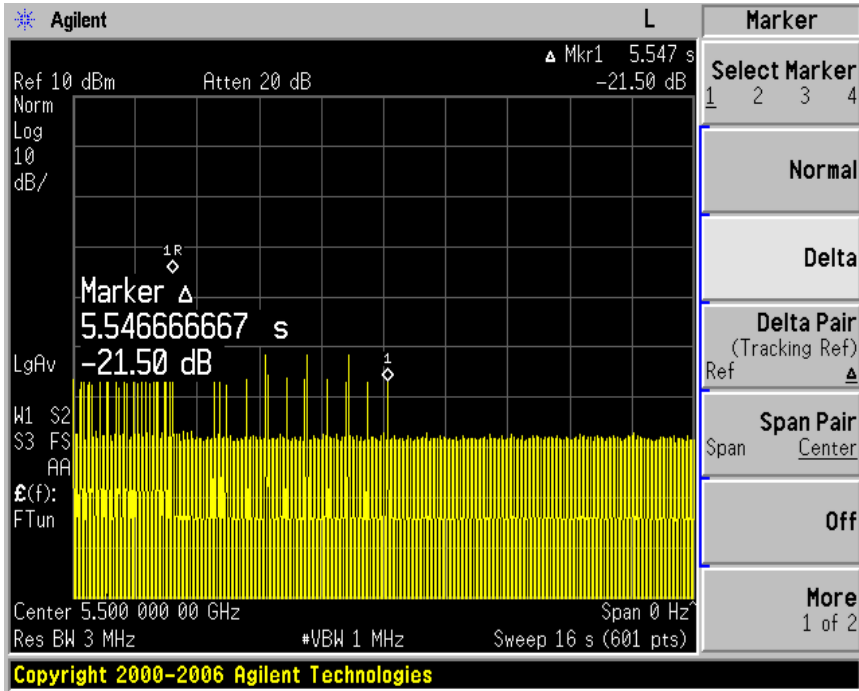 Agilent L Marker
Δ Mkr1 5.547 s
Ref 10 dBm Atten 20 dB -21.50 dB
Norm
Log
10
dB/
1R
Marker Δ
5.546666667 s
-21.50 dB
LgAv
1
W1 S2
S3 FS
AA
£(f):
FTun
Center 5.500 000 00 GHz Span 0 Hz^
Res BW 3 MHz #VBW 1 MHz Sweep 16 s (601 pts)
Copyright 2000-2006 Agilent Technologies
Select Marker
1 2 3 4
Normal
Delta
Delta Pair
(Tracking Ref)
Ref Δ
Span Pair
Span Center
Off
More
1 of 2